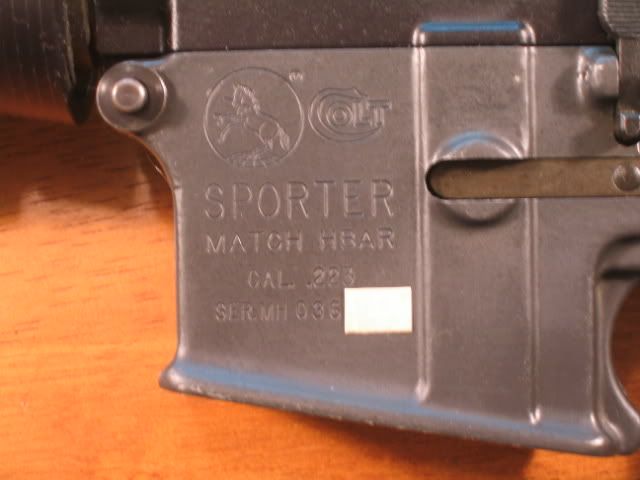 COLT
SPORTER
MATCH HBAR
CAL. .223
SER. MH 036